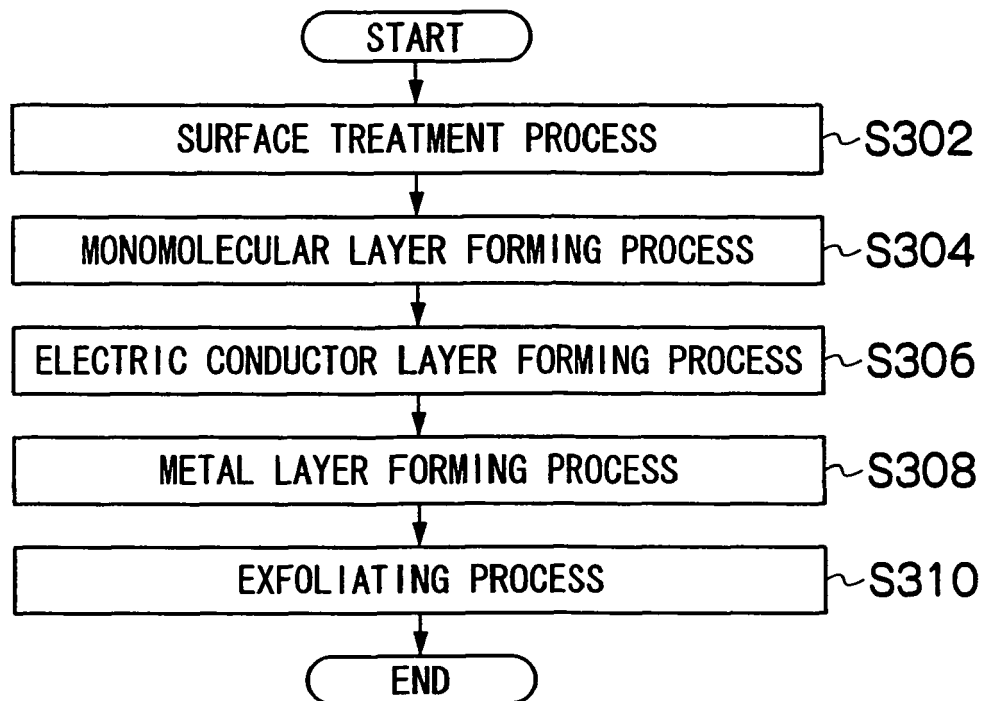 START
SURFACE TREATMENT PROCESS S302
MONOMOLECULAR LAYER FORMING PROCESS S304
ELECTRIC CONDUCTOR LAYER FORMING PROCESS S306
METAL LAYER FORMING PROCESS S308
EXFOLIATING PROCESS S310
END